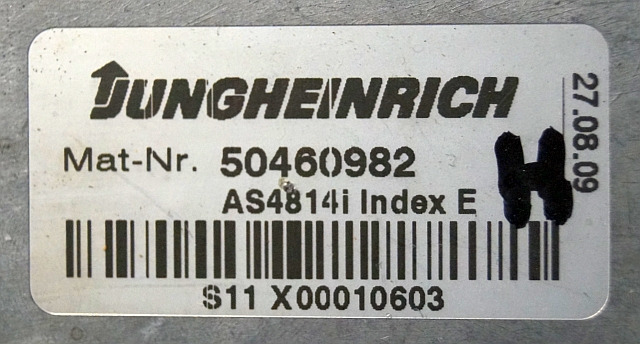 JUNGHEINRICH
Mat-Nr. 50460982
AS4814i Index E
S11 X00010603
27.08.09
H